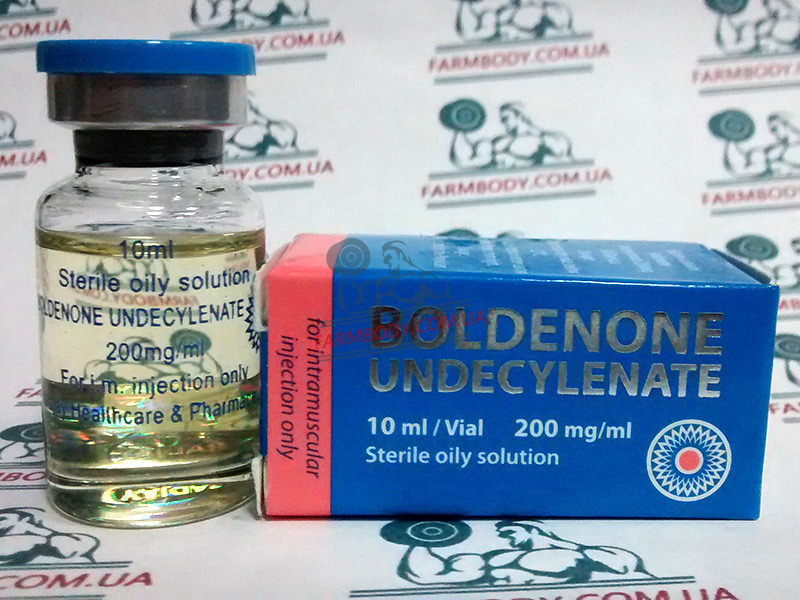 FARMBODY.COM.UA
FARMBODY.COM.UA
FARMBODY.COM.UA
FARMBODY.COM.UA
10ml
Sterile oily solution
OLDENONE UNDECYLENATE
200mg/ml
For i.m. injection only
Healthcare &
for intramuscular
injection only
FARMBODY.COM.UA
BOLDENONE
UNDECYLENATE
10 ml / Vial 200 mg/ml
Sterile oily solution
FARMBODY.COM.UA
FARMBODY.COM.UA